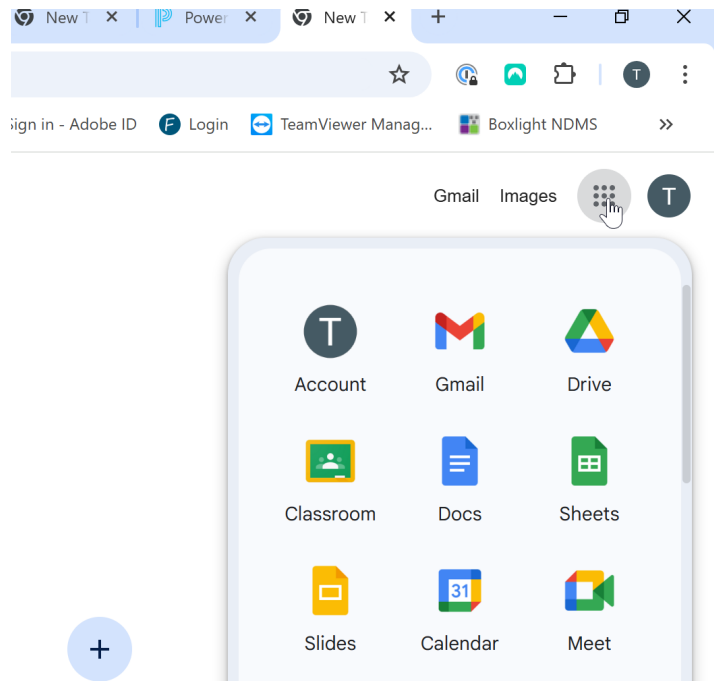 New T Power New T
Sign in - Adobe ID Login TeamViewer Manag... Boxlight NDMS
Gmail Images T
T
Account Gmail Drive
Classroom Docs Sheets
31
Slides Calendar Meet